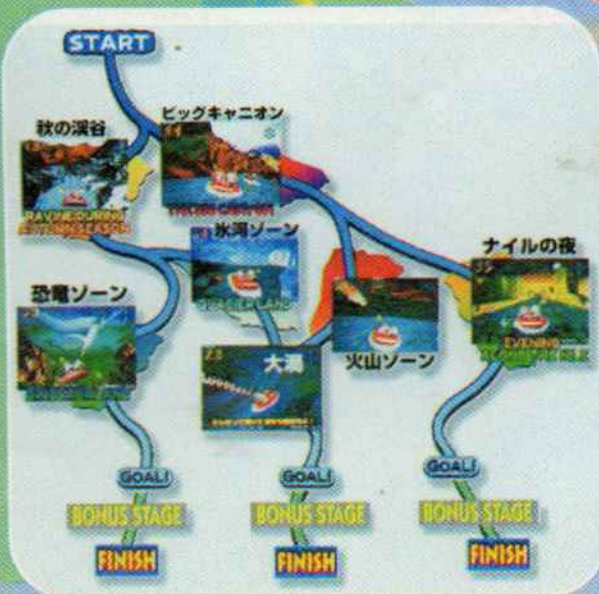 START
ビッグキャニオン
秋の渓谷
RAVINE DURING
AUTUMN SEASON
氷河ゾーン
GLACIER LAND
ナイルの夜
EVENING
恐竜ゾーン
大渦
火山ゾーン
GOAL!
GOAL!
GOAL!
BONUS STAGE
BONUS STAGE
BONUS STAGE
FINISH
FINISH
FINISH